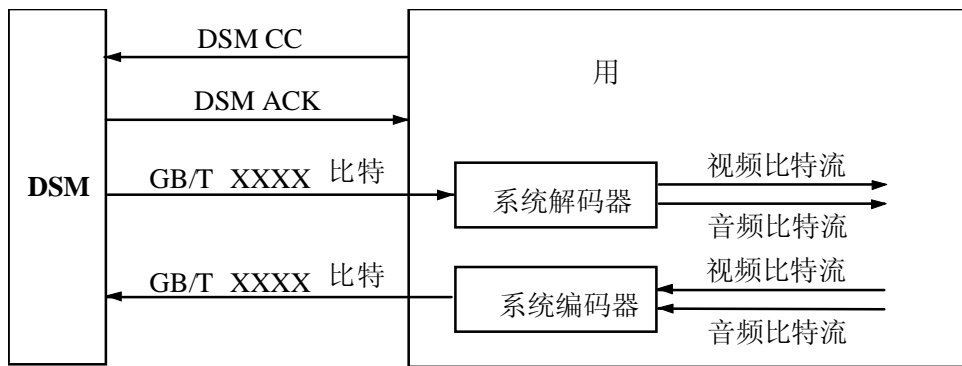 DSM CC
用
DSM ACK
DSM
GB/T XXXX 比特
系统解码器
视频比特流
音频比特流
GB/T XXXX 比特
系统编码器
视频比特流
音频比特流